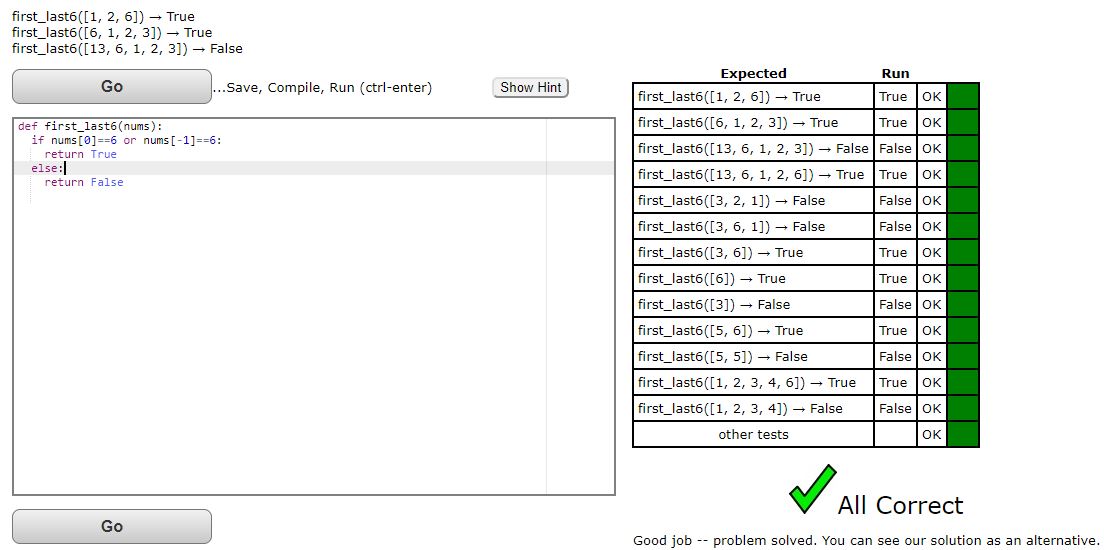 first_last6([1, 2, 6]) → True
first_last6([6, 1, 2, 3]) → True
first_last6([13, 6, 1, 2, 3]) → False
Go ...Save, Compile, Run (ctrl-enter) Show Hint
def first_last6(nums):
  if nums[0]==6 or nums[-1]==6:
    return True
  else:
    return False
Go
Expected Run
first_last6([1, 2, 6]) → True True OK
first_last6([6, 1, 2, 3]) → True True OK
first_last6([13, 6, 1, 2, 3]) → False False OK
first_last6([13, 6, 1, 2, 6]) → True True OK
first_last6([3, 2, 1]) → False False OK
first_last6([3, 6, 1]) → False False OK
first_last6([3, 6]) → True True OK
first_last6([6]) → True True OK
first_last6([3]) → False False OK
first_last6([5, 6]) → True True OK
first_last6([5, 5]) → False False OK
first_last6([1, 2, 3, 4, 6]) → True True OK
first_last6([1, 2, 3, 4]) → False False OK
other tests OK
All Correct
Good job -- problem solved. You can see our solution as an alternative.